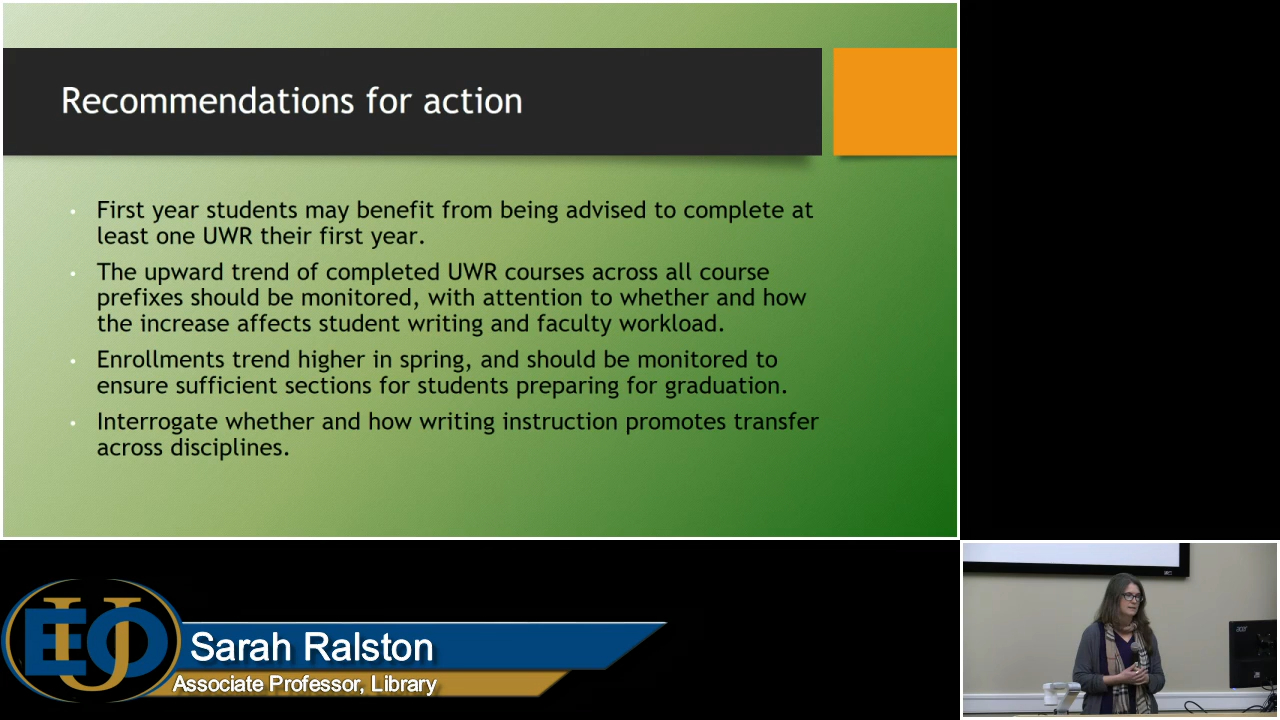 Recommendations for action
• First year students may benefit from being advised to complete at
least one UWR their first year.
• The upward trend of completed UWR courses across all course
prefixes should be monitored, with attention to whether and how
the increase affects student writing and faculty workload.
• Enrollments trend higher in spring, and should be monitored to
ensure sufficient sections for students preparing for graduation.
• Interrogate whether and how writing instruction promotes transfer
across disciplines.
EOU
Sarah Ralston
Associate Professor, Library
acer